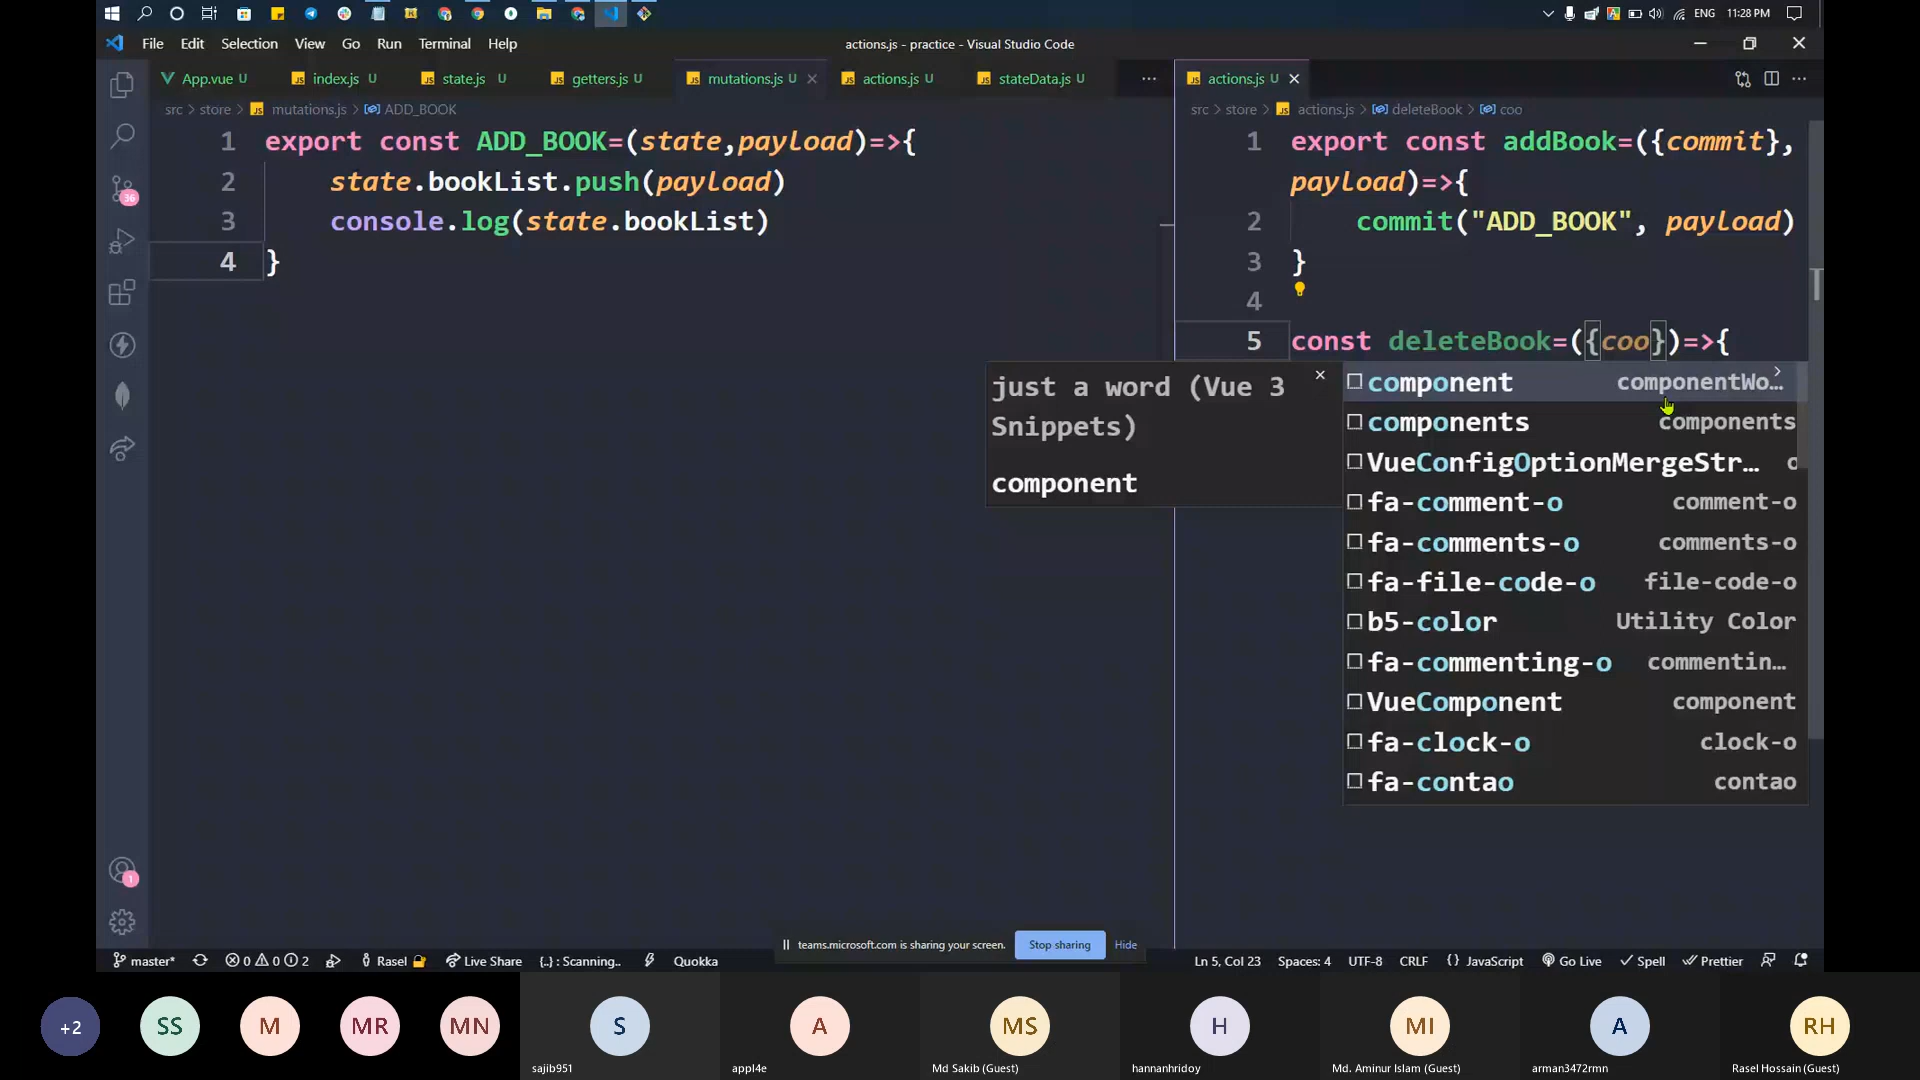 ENG 11:28 PM
File Edit Selection View Go Run Terminal Help
actions.js - practice - Visual Studio Code
App.vue U index.js U state.js U getters.js U mutations.js U actions.js U stateData.js U
src > store > mutations.js > ADD_BOOK
1 export const ADD_BOOK=(state,payload)=>{
2 state.bookList.push(payload)
3 console.log(state.bookList)
4 }
actions.js U
src > store > actions.js > deleteBook > coo
1 export const addBook=({commit},
payload)=>{
2 commit("ADD_BOOK", payload)
3 }
4
5 const deleteBook=({coo})=>{
just a word (Vue 3
Snippets)
component
component componentWo…
components components
VueConfigOptionMergeStr… o
fa-comment-o comment-o
fa-comments-o comments-o
fa-file-code-o file-code-o
b5-color Utility Color
fa-commenting-o commentin…
VueComponent component
fa-clock-o clock-o
fa-contao contao
36
1
teams.microsoft.com is sharing your screen. Stop sharing Hide
master* 0 0 2 Rasel Live Share {..} : Scanning.. Quokka
Ln 5, Col 23 Spaces: 4 UTF-8 CRLF JavaScript Go Live Spell Prettier
+2 SS M MR MN S A MS H MI A RH
sajib951 appl4e Md Sakib (Guest) hannanhridoy Md. Aminur Islam (Guest) arman3472rmn Rasel Hossain (Guest)